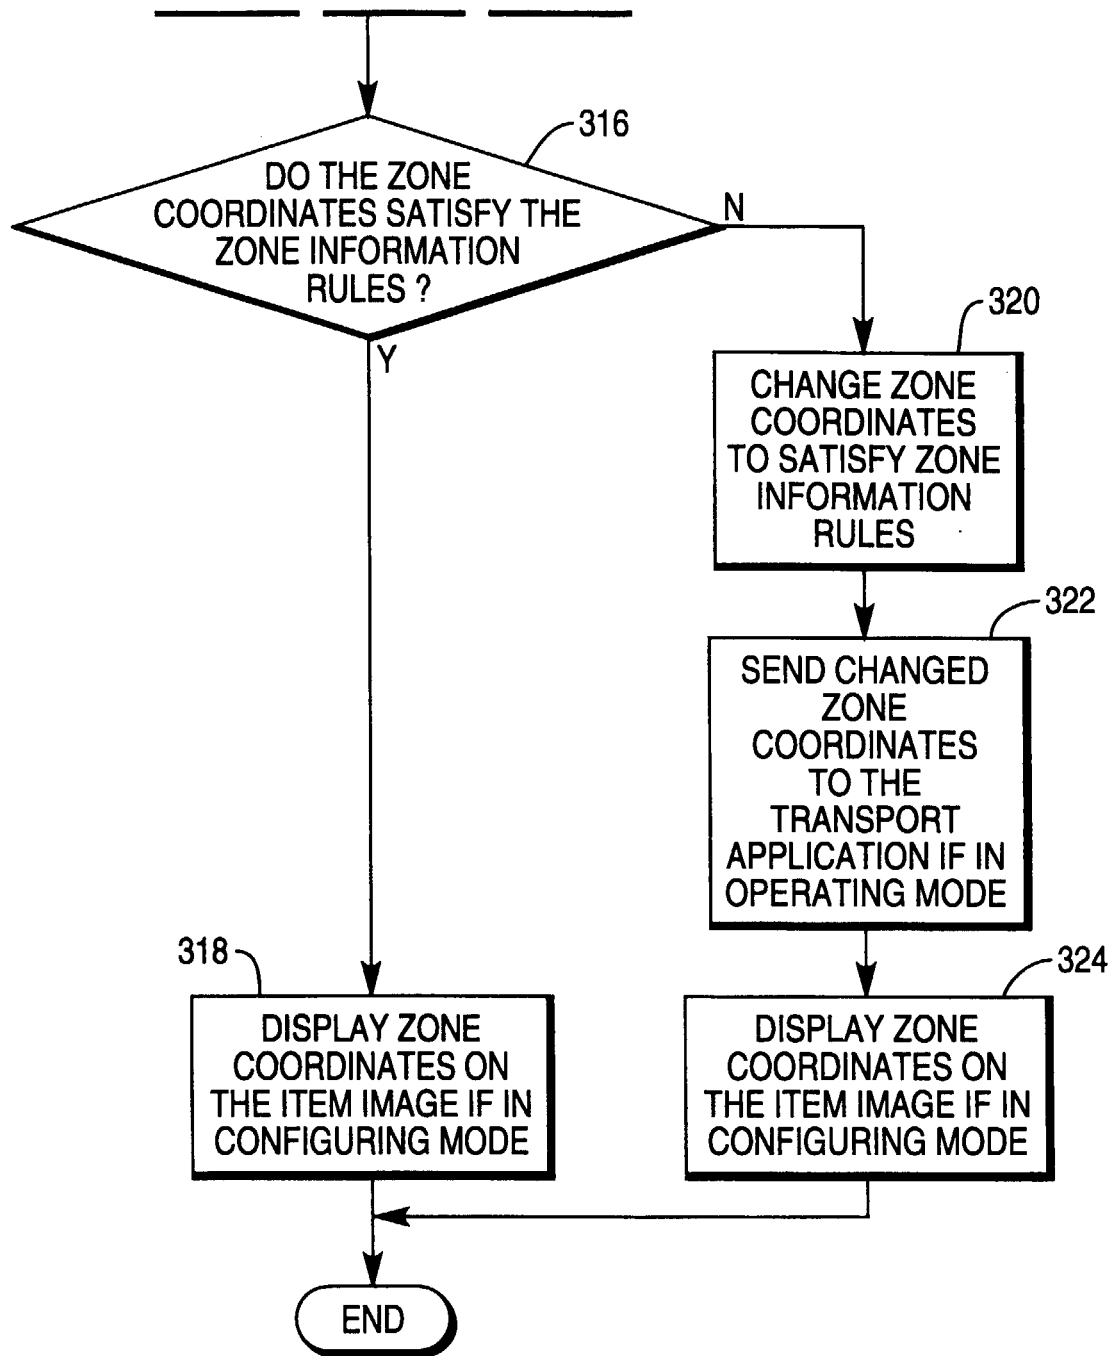 316
DO THE ZONE
COORDINATES SATISFY THE
ZONE INFORMATION
RULES ?
N
Y
320
CHANGE ZONE
COORDINATES
TO SATISFY ZONE
INFORMATION
RULES
322
SEND CHANGED
ZONE
COORDINATES
TO THE
TRANSPORT
APPLICATION IF IN
OPERATING MODE
318
DISPLAY ZONE
COORDINATES ON
THE ITEM IMAGE IF IN
CONFIGURING MODE
324
DISPLAY ZONE
COORDINATES ON
THE ITEM IMAGE IF IN
CONFIGURING MODE
END